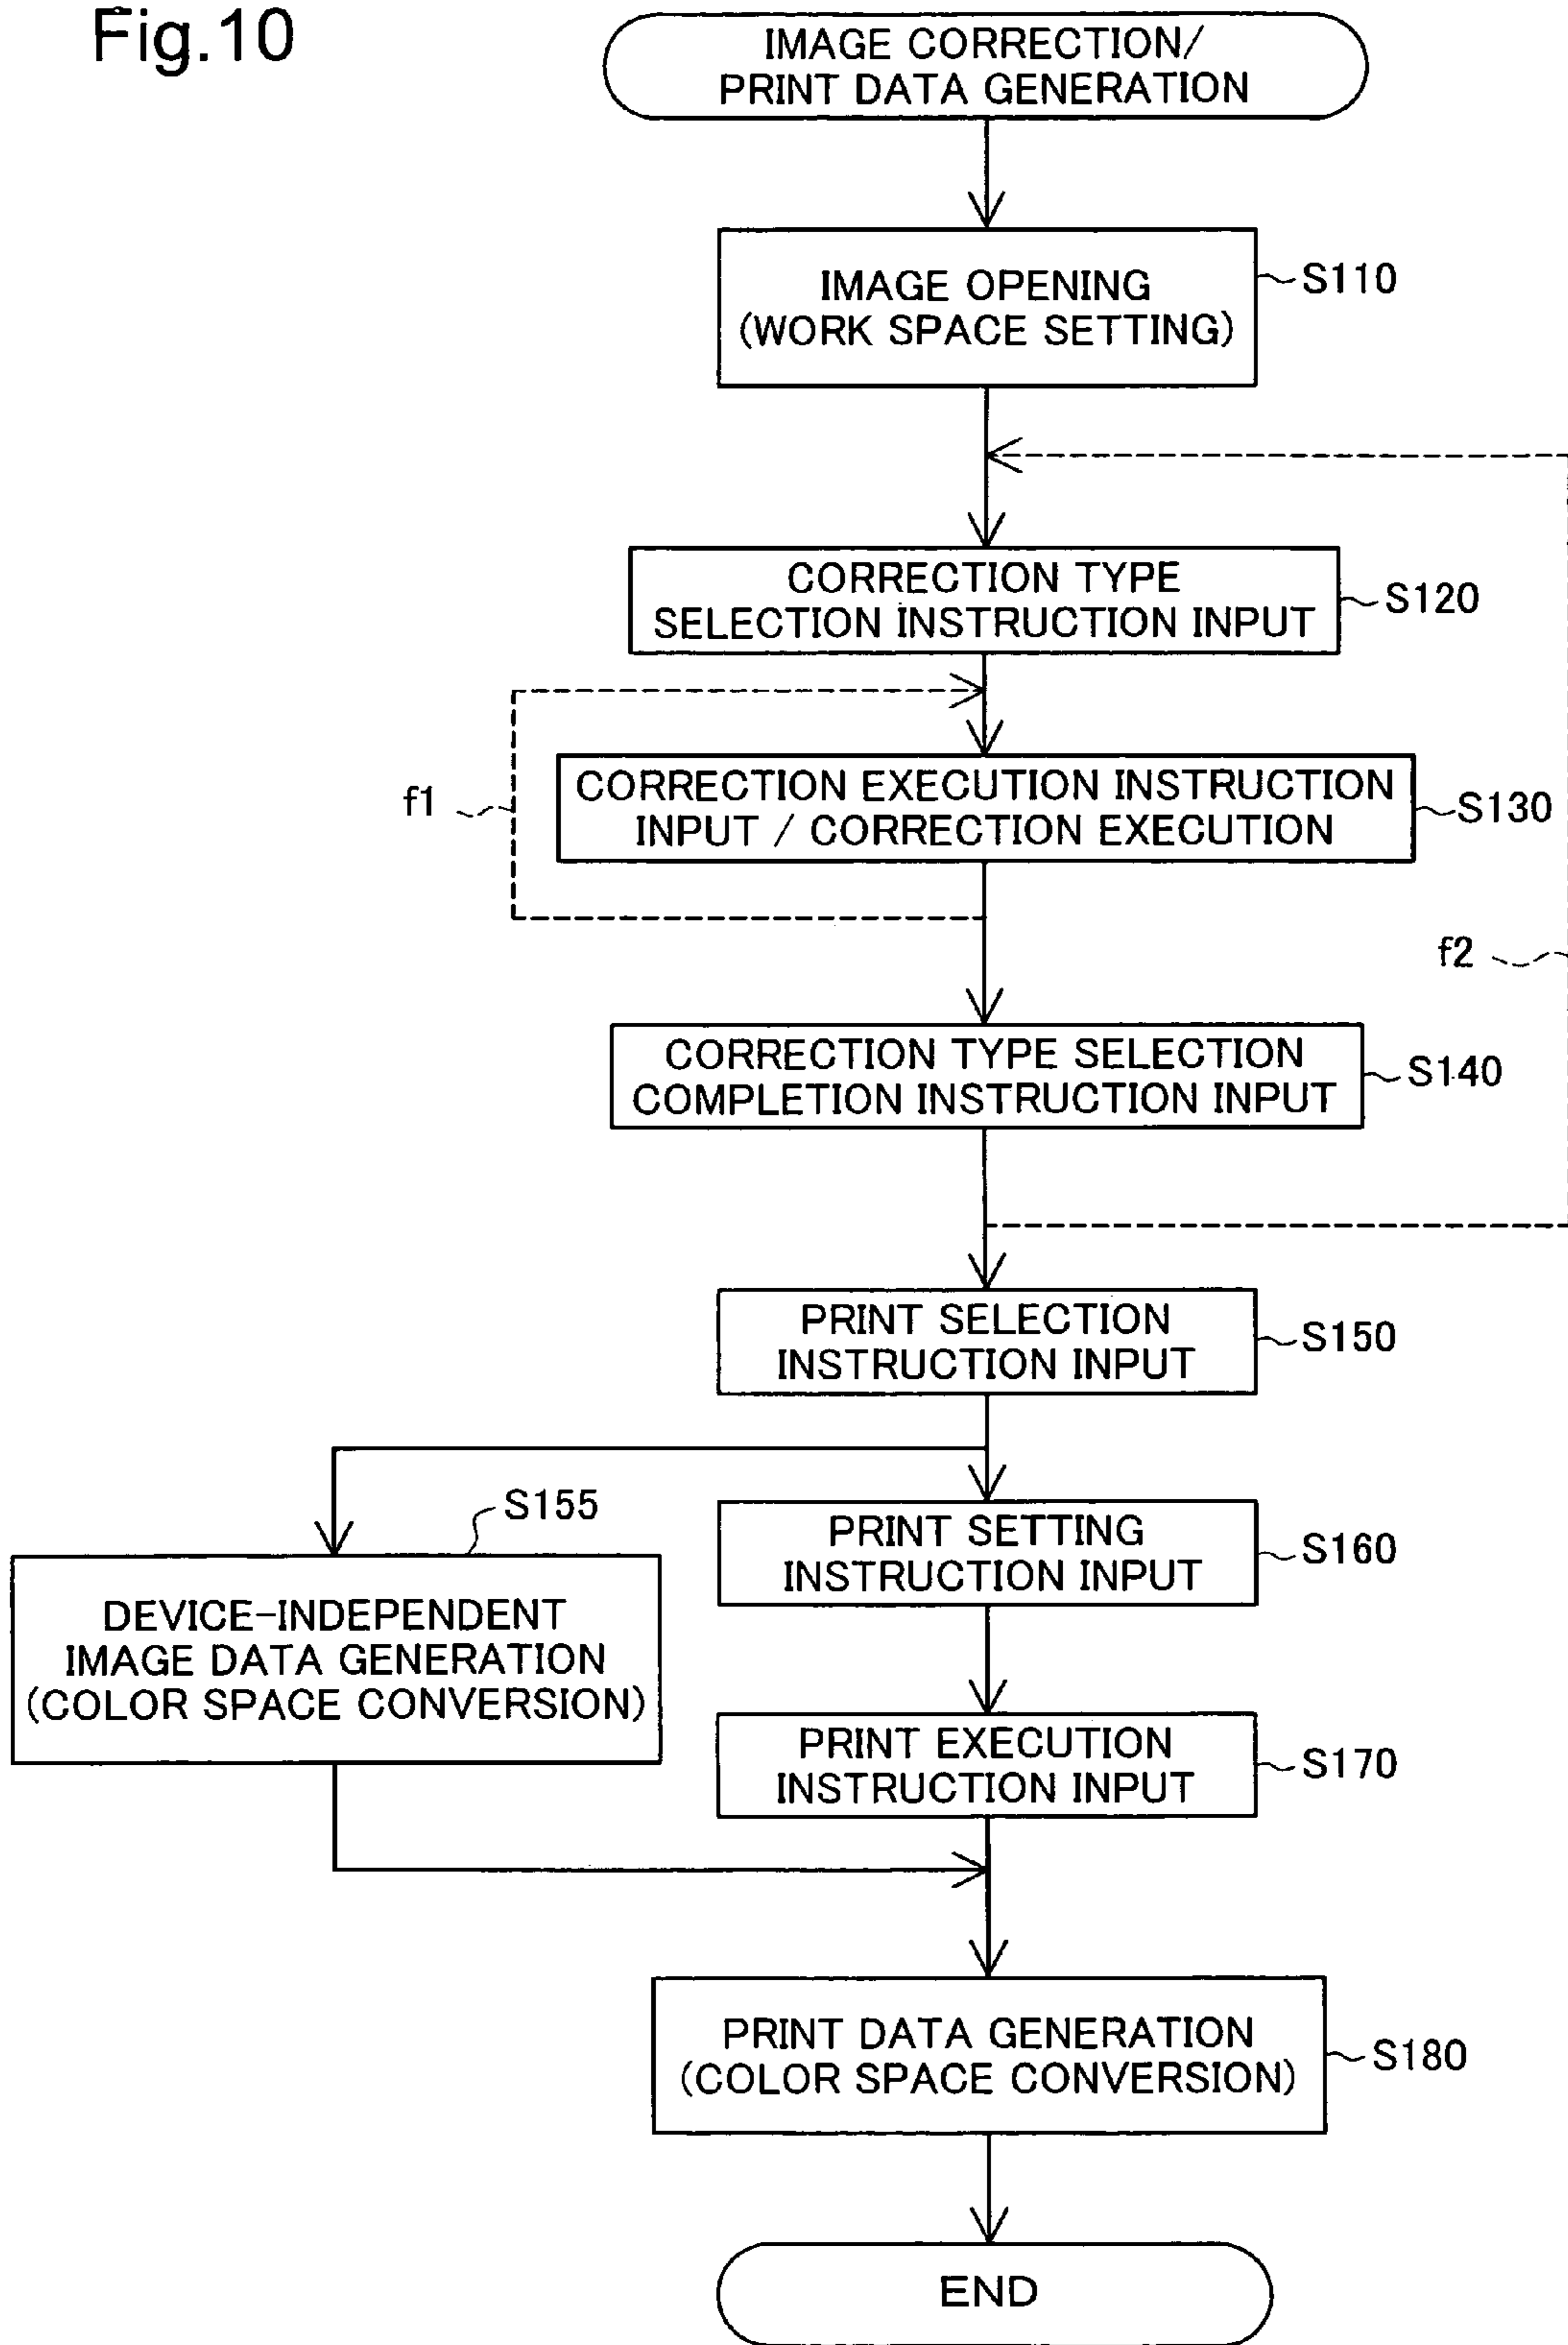 Fig.10
IMAGE CORRECTION/
PRINT DATA GENERATION
IMAGE OPENING
(WORK SPACE SETTING)
S110
CORRECTION TYPE
SELECTION INSTRUCTION INPUT
S120
f1
CORRECTION EXECUTION INSTRUCTION
INPUT / CORRECTION EXECUTION
S130
f2
CORRECTION TYPE SELECTION
COMPLETION INSTRUCTION INPUT
S140
PRINT SELECTION
INSTRUCTION INPUT
S150
S155
DEVICE-INDEPENDENT
IMAGE DATA GENERATION
(COLOR SPACE CONVERSION)
PRINT SETTING
INSTRUCTION INPUT
S160
PRINT EXECUTION
INSTRUCTION INPUT
S170
PRINT DATA GENERATION
(COLOR SPACE CONVERSION)
S180
END